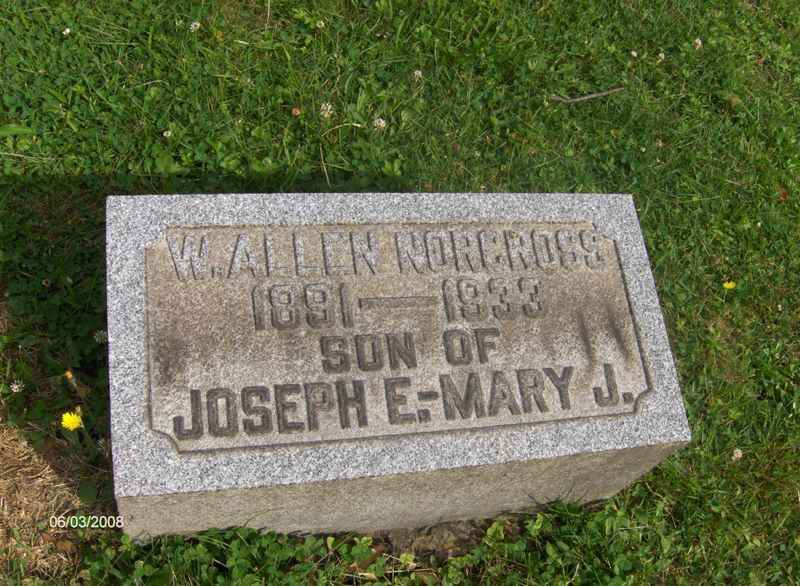 W. ALLEN NORCROSS
1891—1933
SON OF
JOSEPH E.-MARY J.
06/03/2008